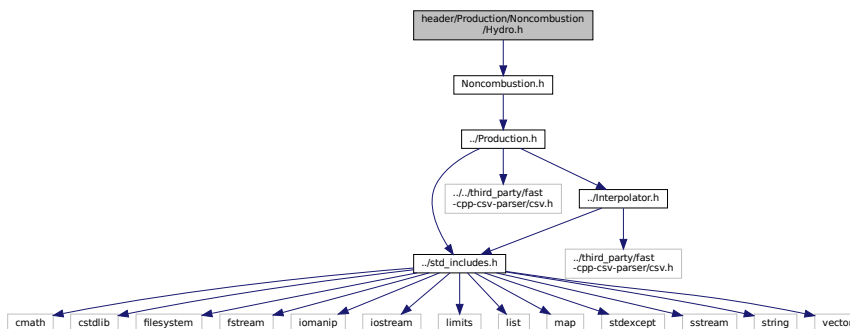 header/Production/Noncombustion
/Hydro.h
Noncombustion.h
../Production.h
../../third_party/fast
-cpp-csv-parser/csv.h
../Interpolator.h
../std_includes.h
../third_party/fast
-cpp-csv-parser/csv.h
cmath
cstdlib
filesystem
fstream
iomanip
iostream
limits
list
map
stdexcept
sstream
string
vector